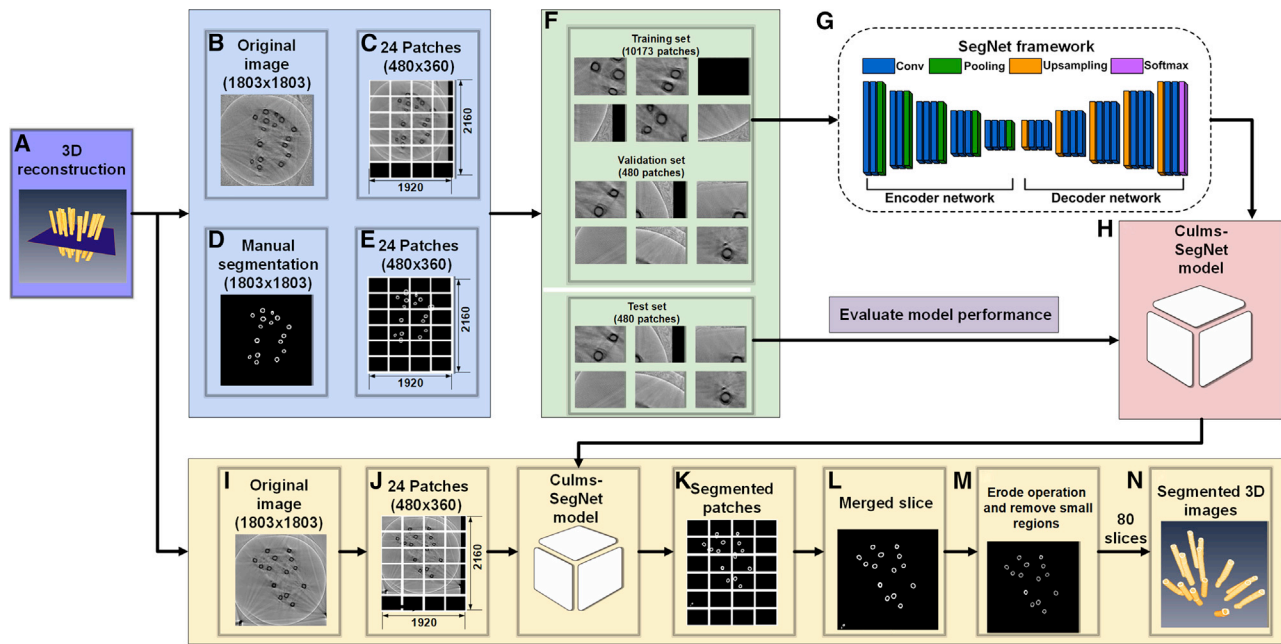 A
3D
reconstruction
B
Original
image
(1803x1803)
C
24 Patches
(480x360)
2160
1920
D
Manual
segmentation
(1803x1803)
E
24 Patches
(480x360)
2160
1920
F
Training set
(10173 patches)
Validation set
(480 patches)
Test set
(480 patches)
G
SegNet framework
Conv
Pooling
Upsampling
Softmax
Encoder network
Decoder network
Evaluate model performance
H
Culms-
SegNet
model
I
Original
image
(1803x1803)
J
24 Patches
(480x360)
2160
1920
Culms-
SegNet
model
K
Segmented
patches
L
Merged slice
M
Erode operation
and remove small
regions
80
slices
N
Segmented 3D
images